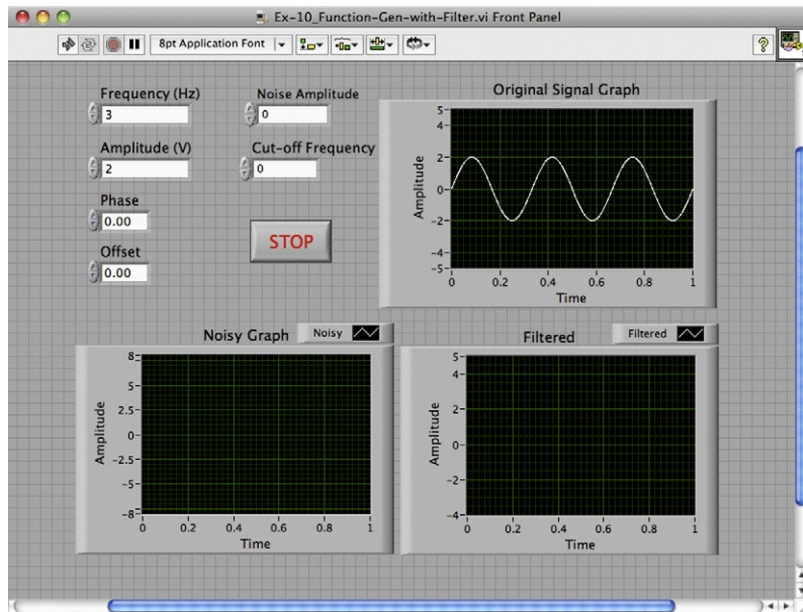 Ex-10_Function-Gen-with-Filter.vi Front Panel
8pt Application Font
Frequency (Hz)
3
Noise Amplitude
0
Amplitude (V)
2
Cut-off Frequency
0
Phase
0.00
Offset
0.00
STOP
Original Signal Graph
Amplitude
5
4
2
0
-2
-4
-5
0 0.2 0.4 0.6 0.8 1
Time
Noisy Graph
Noisy
Amplitude
8
5
2.5
0
-2.5
-5
-8
0 0.2 0.4 0.6 0.8 1
Time
Filtered
Filtered
Amplitude
5
4
2
0
-2
-4
0 0.2 0.4 0.6 0.8 1
Time